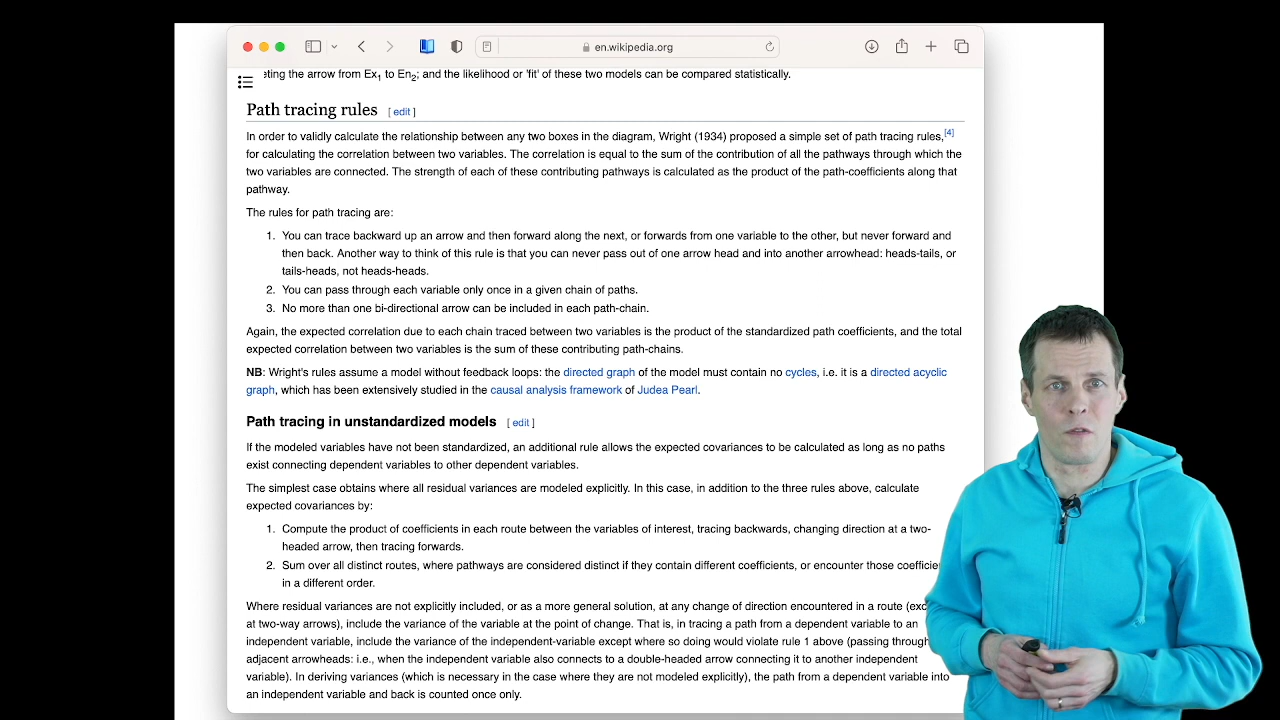 en.wikipedia.org
eting the arrow from Ex1 to En2; and the likelihood or 'fit' of these two models can be compared statistically.
Path tracing rules [ edit ]
In order to validly calculate the relationship between any two boxes in the diagram, Wright (1934) proposed a simple set of path tracing rules,[4]
for calculating the correlation between two variables. The correlation is equal to the sum of the contribution of all the pathways through which the
two variables are connected. The strength of each of these contributing pathways is calculated as the product of the path-coefficients along that
pathway.
The rules for path tracing are:
1. You can trace backward up an arrow and then forward along the next, or forwards from one variable to the other, but never forward and
then back. Another way to think of this rule is that you can never pass out of one arrow head and into another arrowhead: heads-tails, or
tails-heads, not heads-heads.
2. You can pass through each variable only once in a given chain of paths.
3. No more than one bi-directional arrow can be included in each path-chain.
Again, the expected correlation due to each chain traced between two variables is the product of the standardized path coefficients, and the total
expected correlation between two variables is the sum of these contributing path-chains.
NB: Wright's rules assume a model without feedback loops: the directed graph of the model must contain no cycles, i.e. it is a directed acyclic
graph, which has been extensively studied in the causal analysis framework of Judea Pearl.
Path tracing in unstandardized models [ edit ]
If the modeled variables have not been standardized, an additional rule allows the expected covariances to be calculated as long as no paths
exist connecting dependent variables to other dependent variables.
The simplest case obtains where all residual variances are modeled explicitly. In this case, in addition to the three rules above, calculate
expected covariances by:
1. Compute the product of coefficients in each route between the variables of interest, tracing backwards, changing direction at a two-
headed arrow, then tracing forwards.
2. Sum over all distinct routes, where pathways are considered distinct if they contain different coefficients, or encounter those coefficie
in a different order.
Where residual variances are not explicitly included, or as a more general solution, at any change of direction encountered in a route (exc
at two-way arrows), include the variance of the variable at the point of change. That is, in tracing a path from a dependent variable to an
independent variable, include the variance of the independent-variable except where so doing would violate rule 1 above (passing through
adjacent arrowheads: i.e., when the independent variable also connects to a double-headed arrow connecting it to another independent
variable). In deriving variances (which is necessary in the case where they are not modeled explicitly), the path from a dependent variable into
an independent variable and back is counted once only.